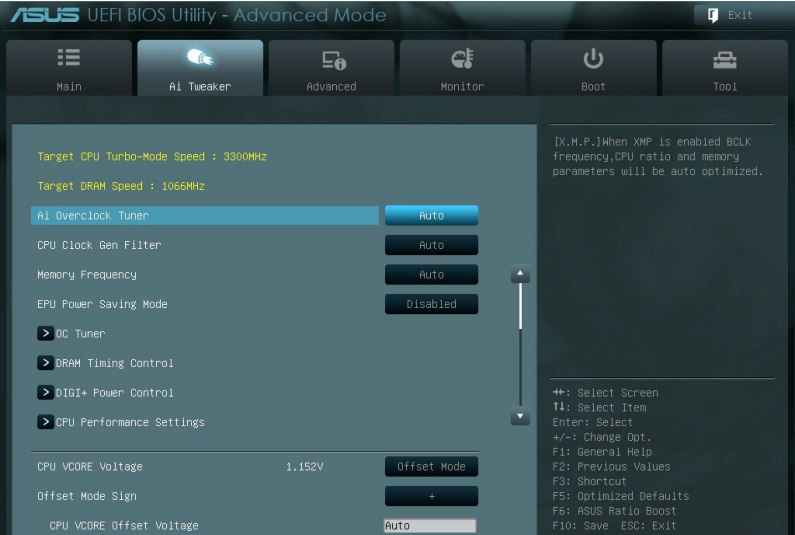 ASUS UEFI BIOS Utility - Advanced Mode
Exit
Main
Ai Tweaker
Advanced
Monitor
Boot
Tool
Target CPU Turbo-Mode Speed : 3300MHz
Target DRAM Speed : 1066MHz
Ai Overclock Tuner Auto
CPU Clock Gen Filter Auto
Memory Frequency Auto
EPU Power Saving Mode Disabled
> OC Tuner
> DRAM Timing Control
> DIGI+ Power Control
> CPU Performance Settings
CPU VCORE Voltage 1.152V Offset Mode
Offset Mode Sign +
CPU VCORE Offset Voltage Auto
[X.M.P.]When XMP is enabled BCLK
frequency,CPU ratio and memory
parameters will be auto optimized.
→←: Select Screen
↑↓: Select Item
Enter: Select
+/-: Change Opt.
F1: General Help
F2: Previous Values
F3: Shortcut
F5: Optimized Defaults
F6: ASUS Ratio Boost
F10: Save ESC: Exit